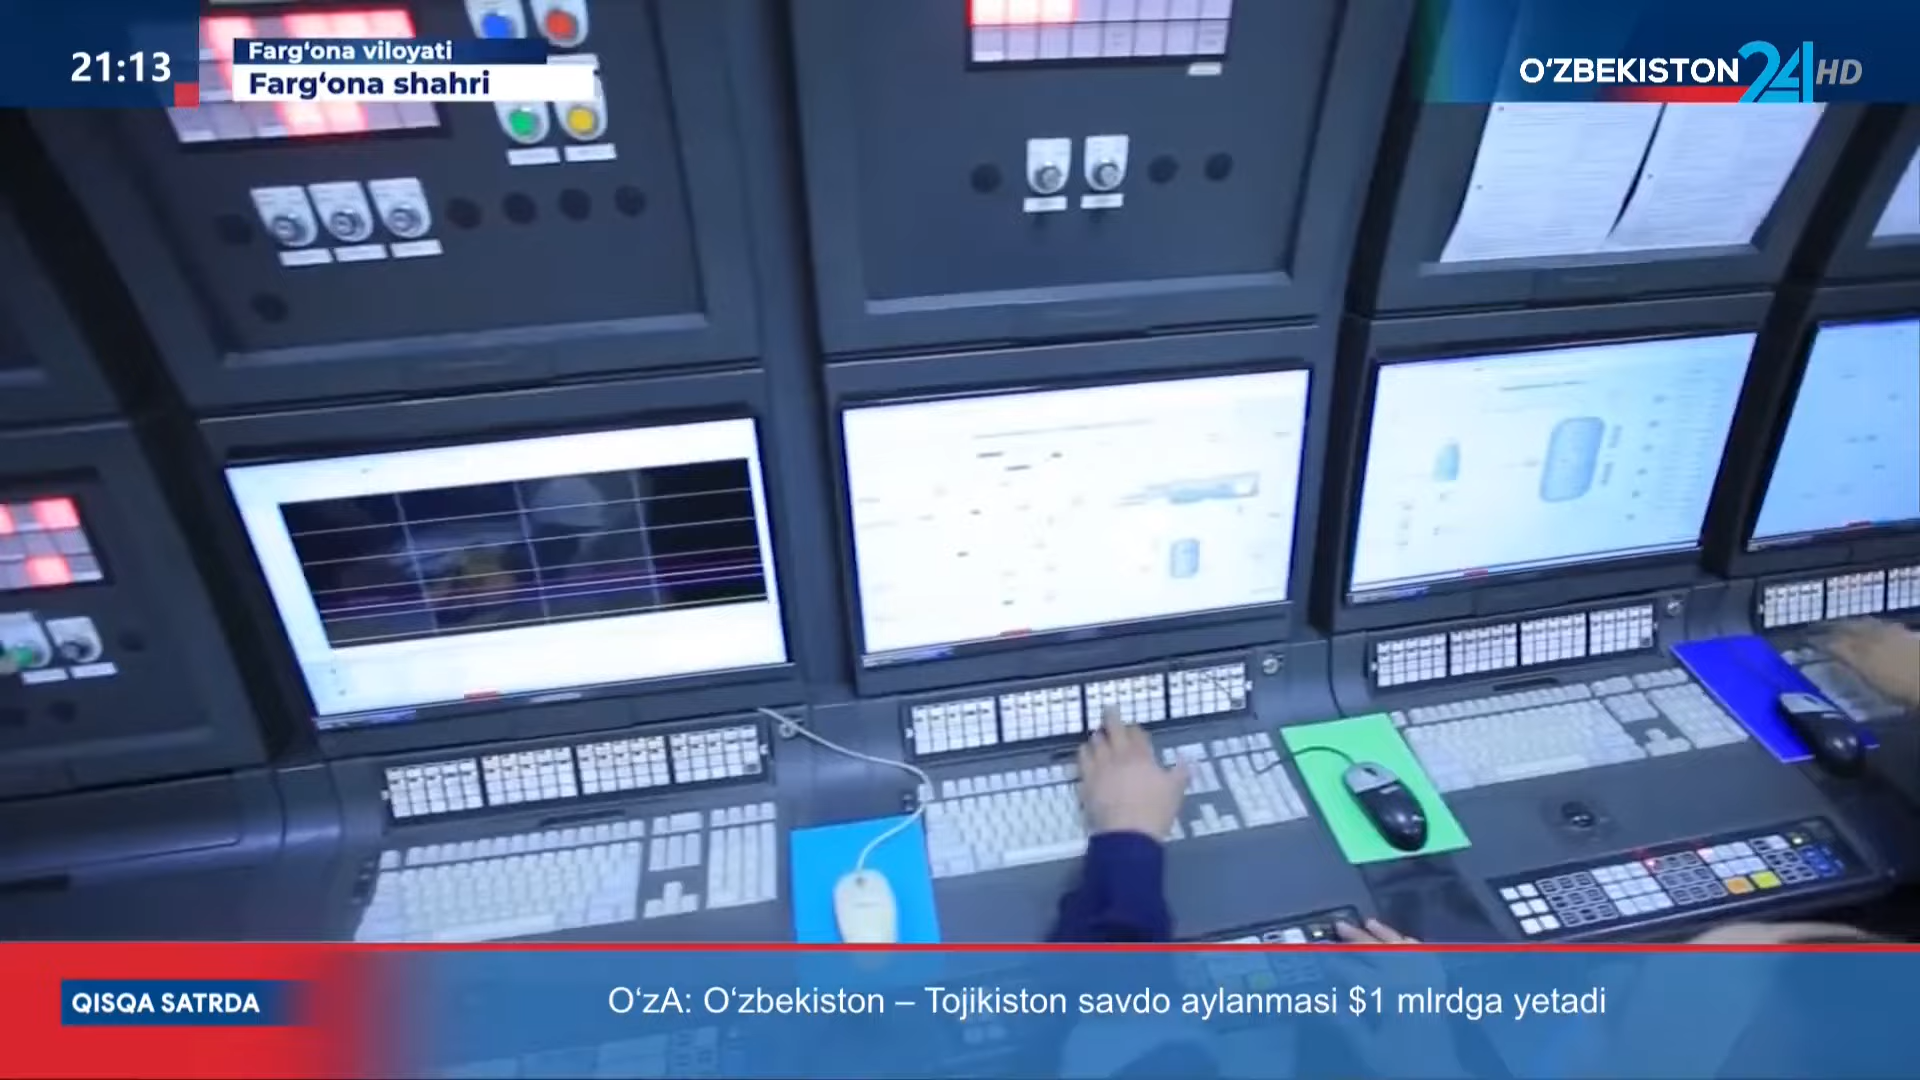 21:13
Farg‘ona viloyati
Farg‘ona shahri
O‘ZBEKISTON 24 HD
QISQA SATRDA
O‘zA: O‘zbekiston – Tojikiston savdo aylanmasi $1 mlrdga yetadi